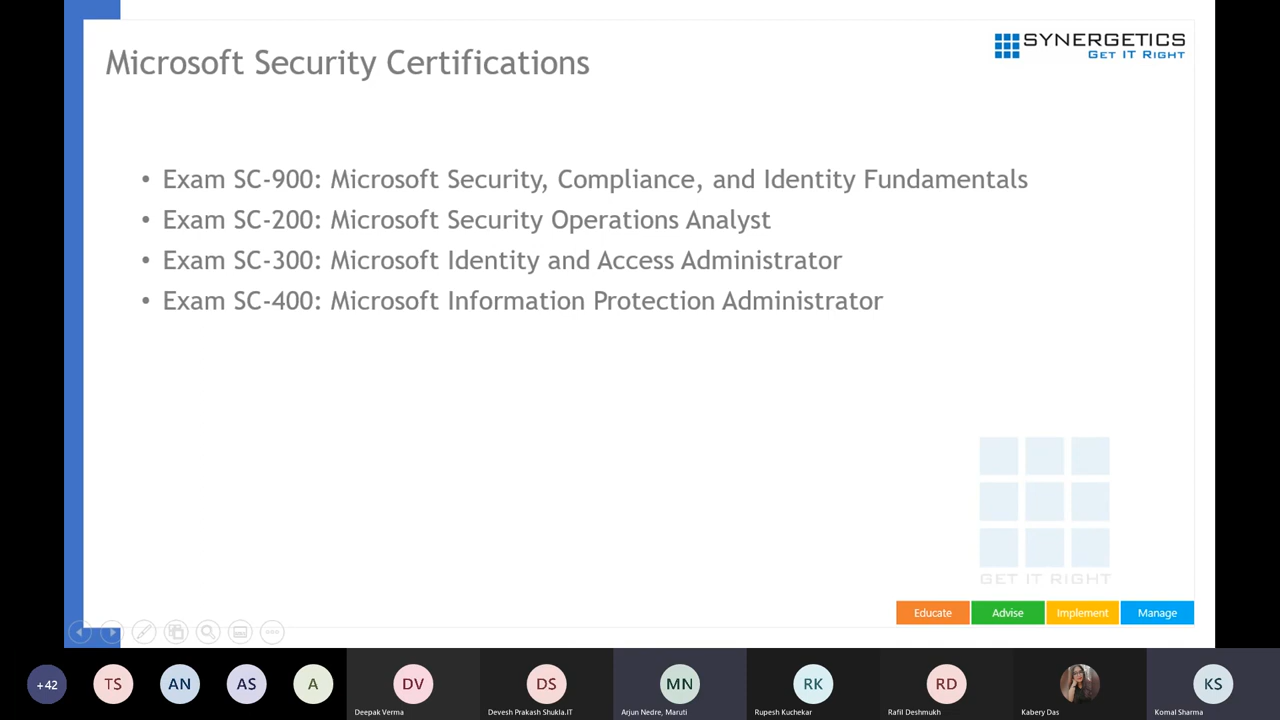 Microsoft Security Certifications
SYNERGETICS
GET IT RIGHT
• Exam SC-900: Microsoft Security, Compliance, and Identity Fundamentals
• Exam SC-200: Microsoft Security Operations Analyst
• Exam SC-300: Microsoft Identity and Access Administrator
• Exam SC-400: Microsoft Information Protection Administrator
GET IT RIGHT
Educate Advise Implement Manage
+42 TS AN AS A DV DS MN RK RD KS
Deepak Verma Devesh Prakash Shukla.IT Arjun Nedre, Maruti Rupesh Kuchekar Rafil Deshmukh Kabery Das Komal Sharma